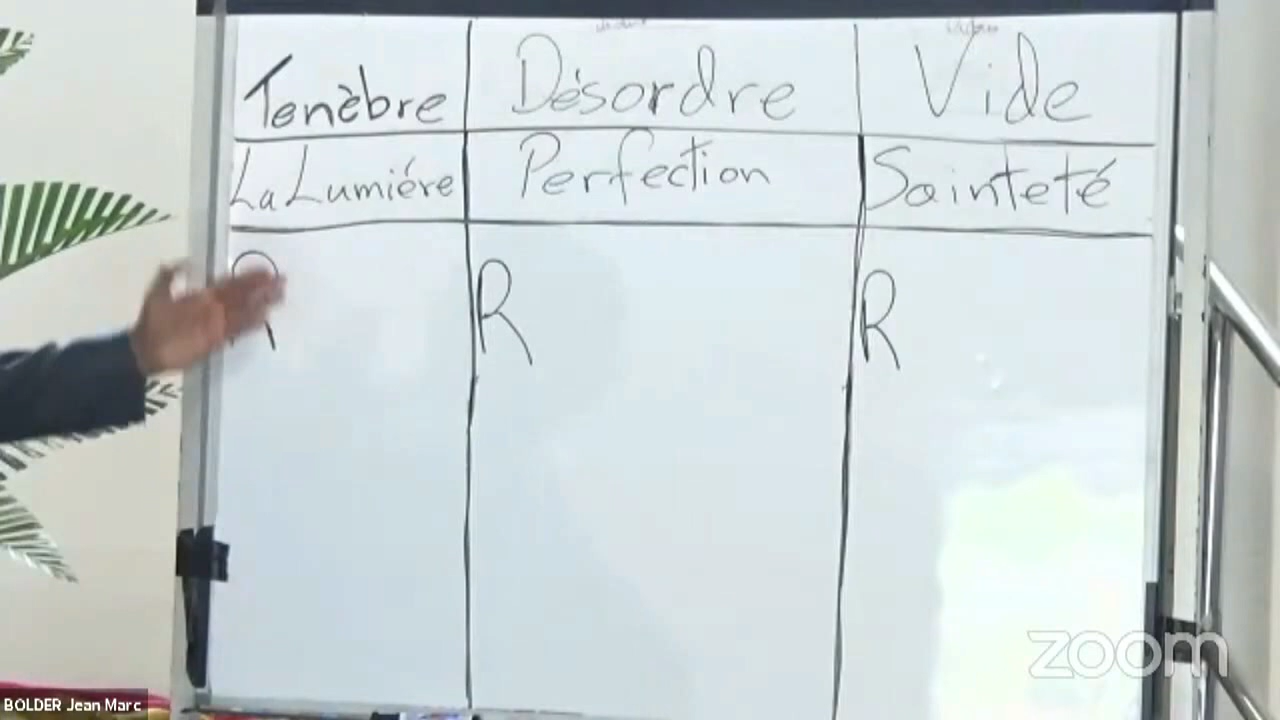 Tenèbre Désordre Vide
La Lumiére Perfection Sainteté
R R R
zoom
BOLDER Jean Marc